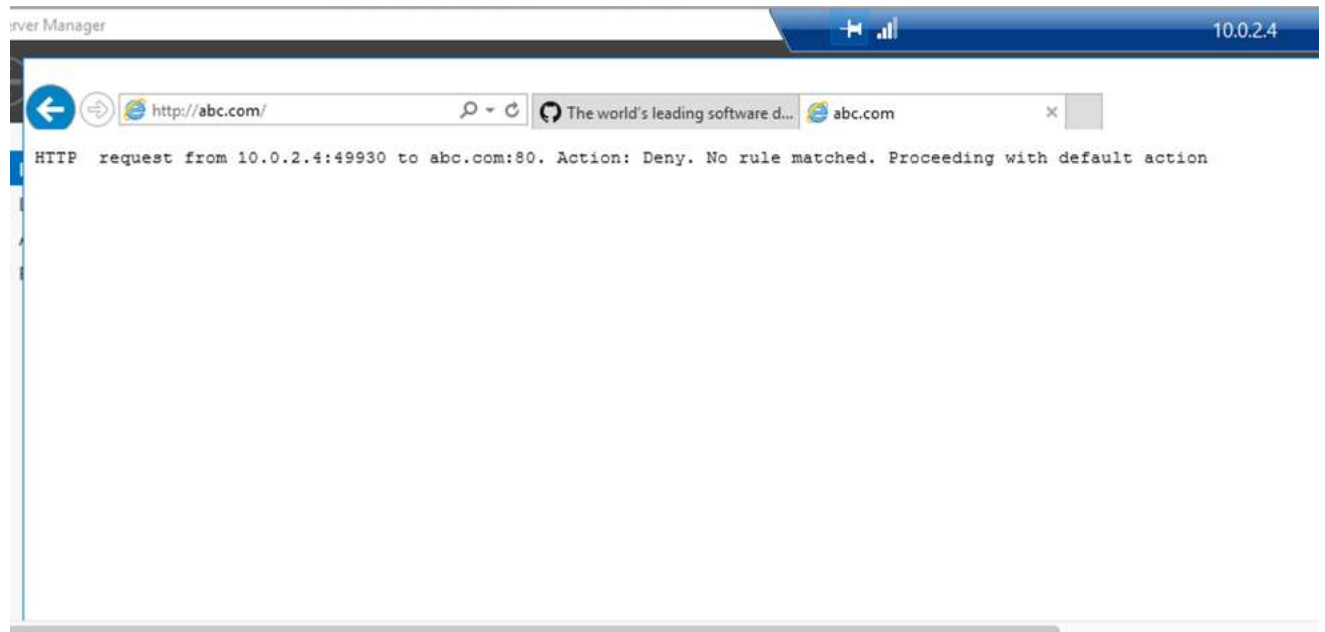 rver Manager
10.0.2.4
http://abc.com/
The world's leading software d...
abc.com
HTTP  request from 10.0.2.4:49930 to abc.com:80. Action: Deny. No rule matched. Proceeding with default action